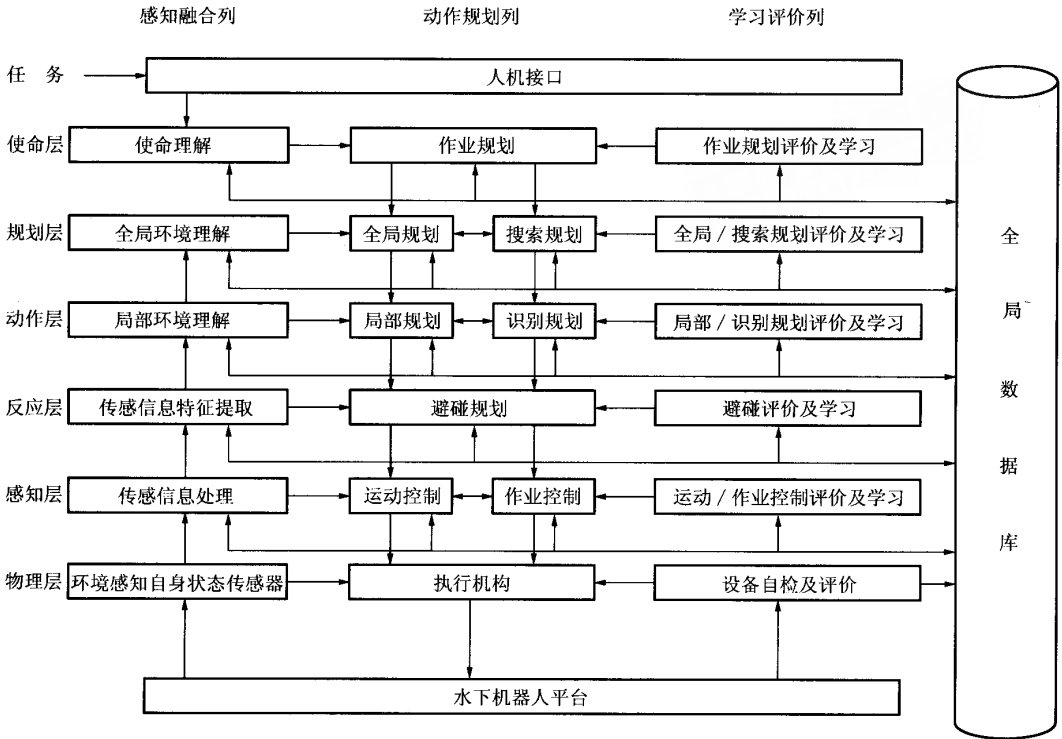 感知融合列 动作规划列 学习评价列
任务 人机接口
使命层 使命理解 作业规划 作业规划评价及学习
规划层 全局环境理解 全局规划 搜索规划 全局/搜索规划评价及学习
动作层 局部环境理解 局部规划 识别规划 局部/识别规划评价及学习
反应层 传感信息特征提取 避碰规划 避碰评价及学习
感知层 传感信息处理 运动控制 作业控制 运动/作业控制评价及学习
物理层 环境感知自身状态传感器 执行机构 设备自检及评价
水下机器人平台
全局数据库